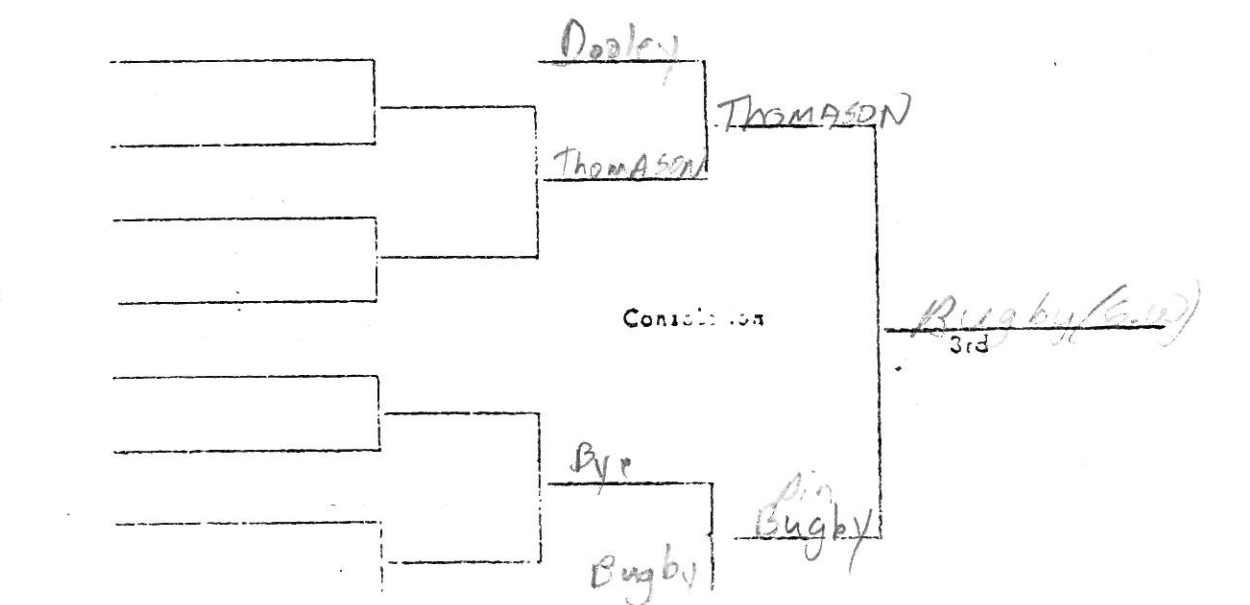 Dooley
ThomASON
ThomASON
Consolation
Bugby (S.W)
3rd
Bye
Pin
Bugby
Bugby